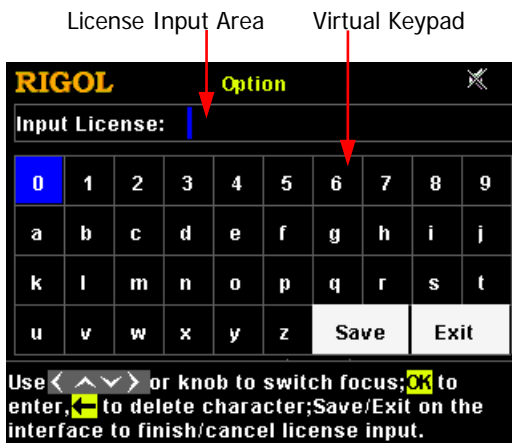 License Input Area Virtual Keypad
RIGOL Option
Input License:
0 1 2 3 4 5 6 7 8 9
a b c d e f g h i j
k l m n o p q r s t
u v w x y z Save Exit
Use < ∧ ∨ > or knob to switch focus;OK to
enter,← to delete character;Save/Exit on the
interface to finish/cancel license input.